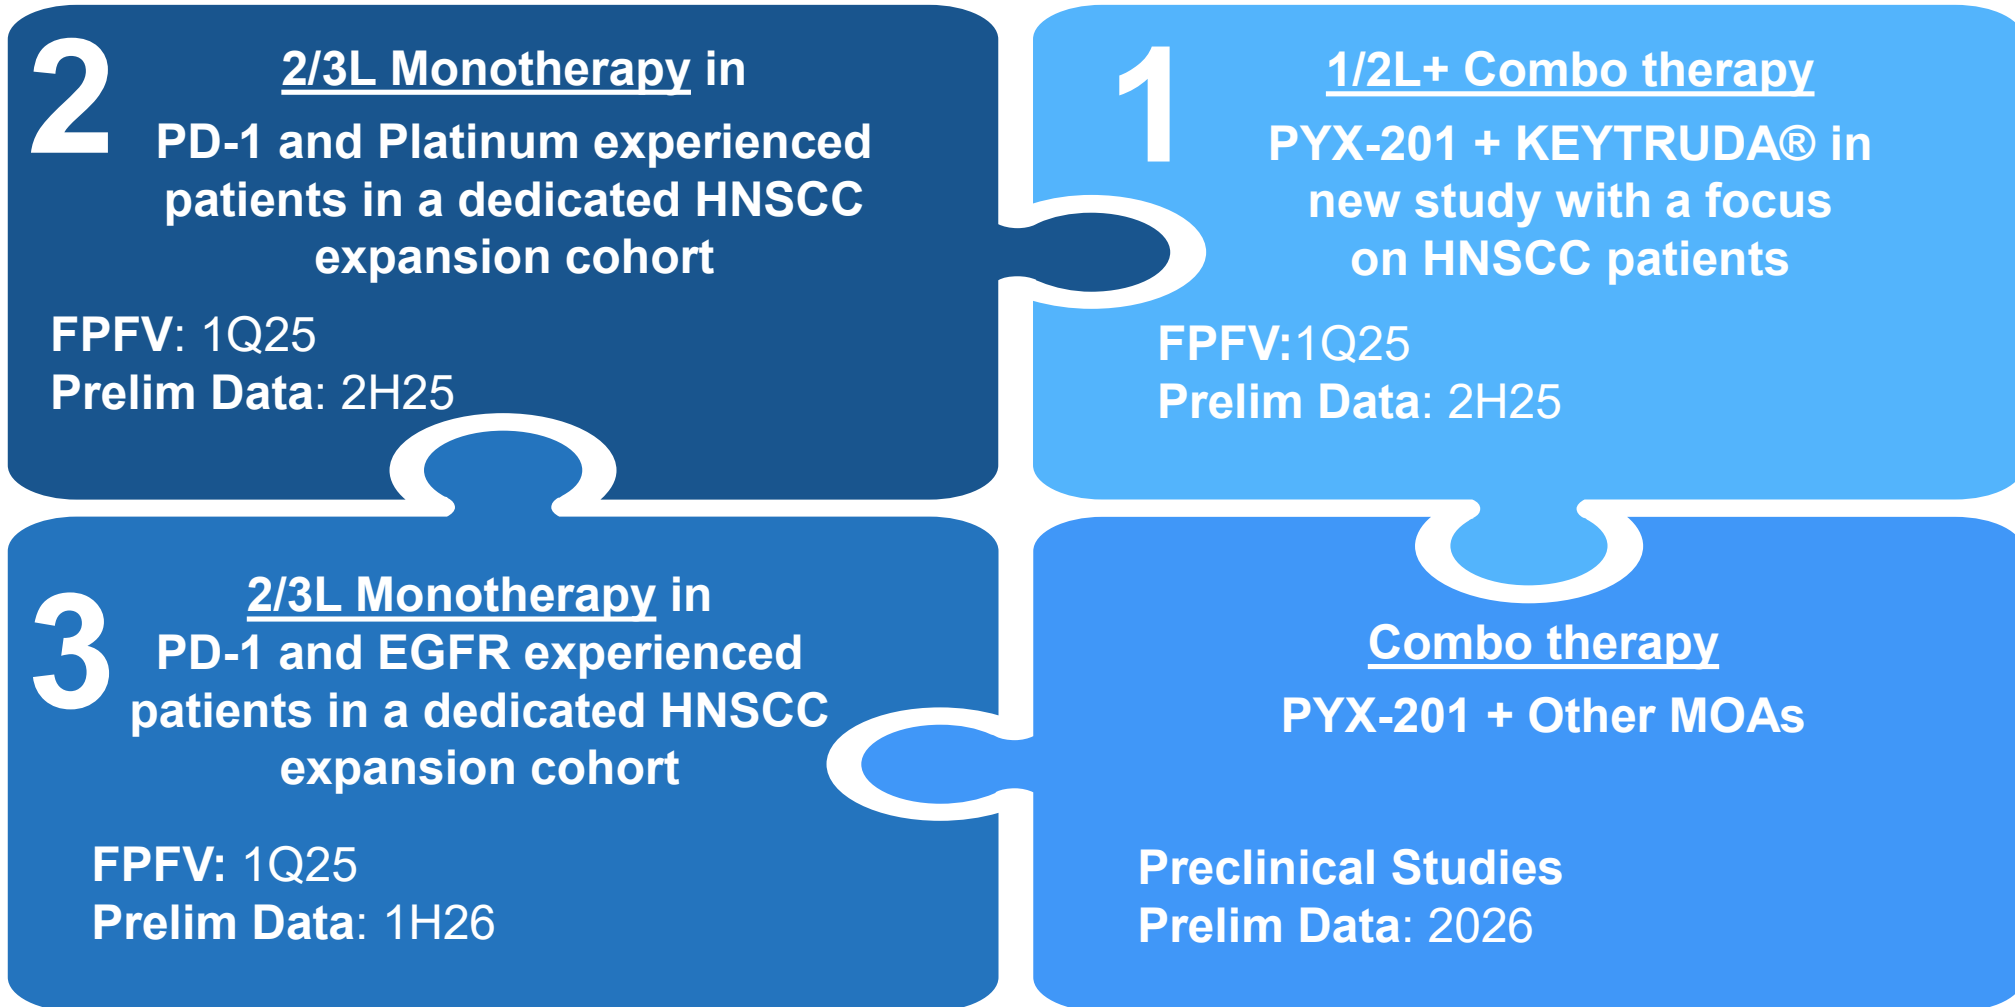 2
2/3L Monotherapy in
PD-1 and Platinum experienced
patients in a dedicated HNSCC
expansion cohort
FPFV: 1Q25
Prelim Data: 2H25
1
1/2L+ Combo therapy
PYX-201 + KEYTRUDA® in
new study with a focus
on HNSCC patients
FPFV:1Q25
Prelim Data: 2H25
3
2/3L Monotherapy in
PD-1 and EGFR experienced
patients in a dedicated HNSCC
expansion cohort
FPFV: 1Q25
Prelim Data: 1H26
Combo therapy
PYX-201 + Other MOAs
Preclinical Studies
Prelim Data: 2026